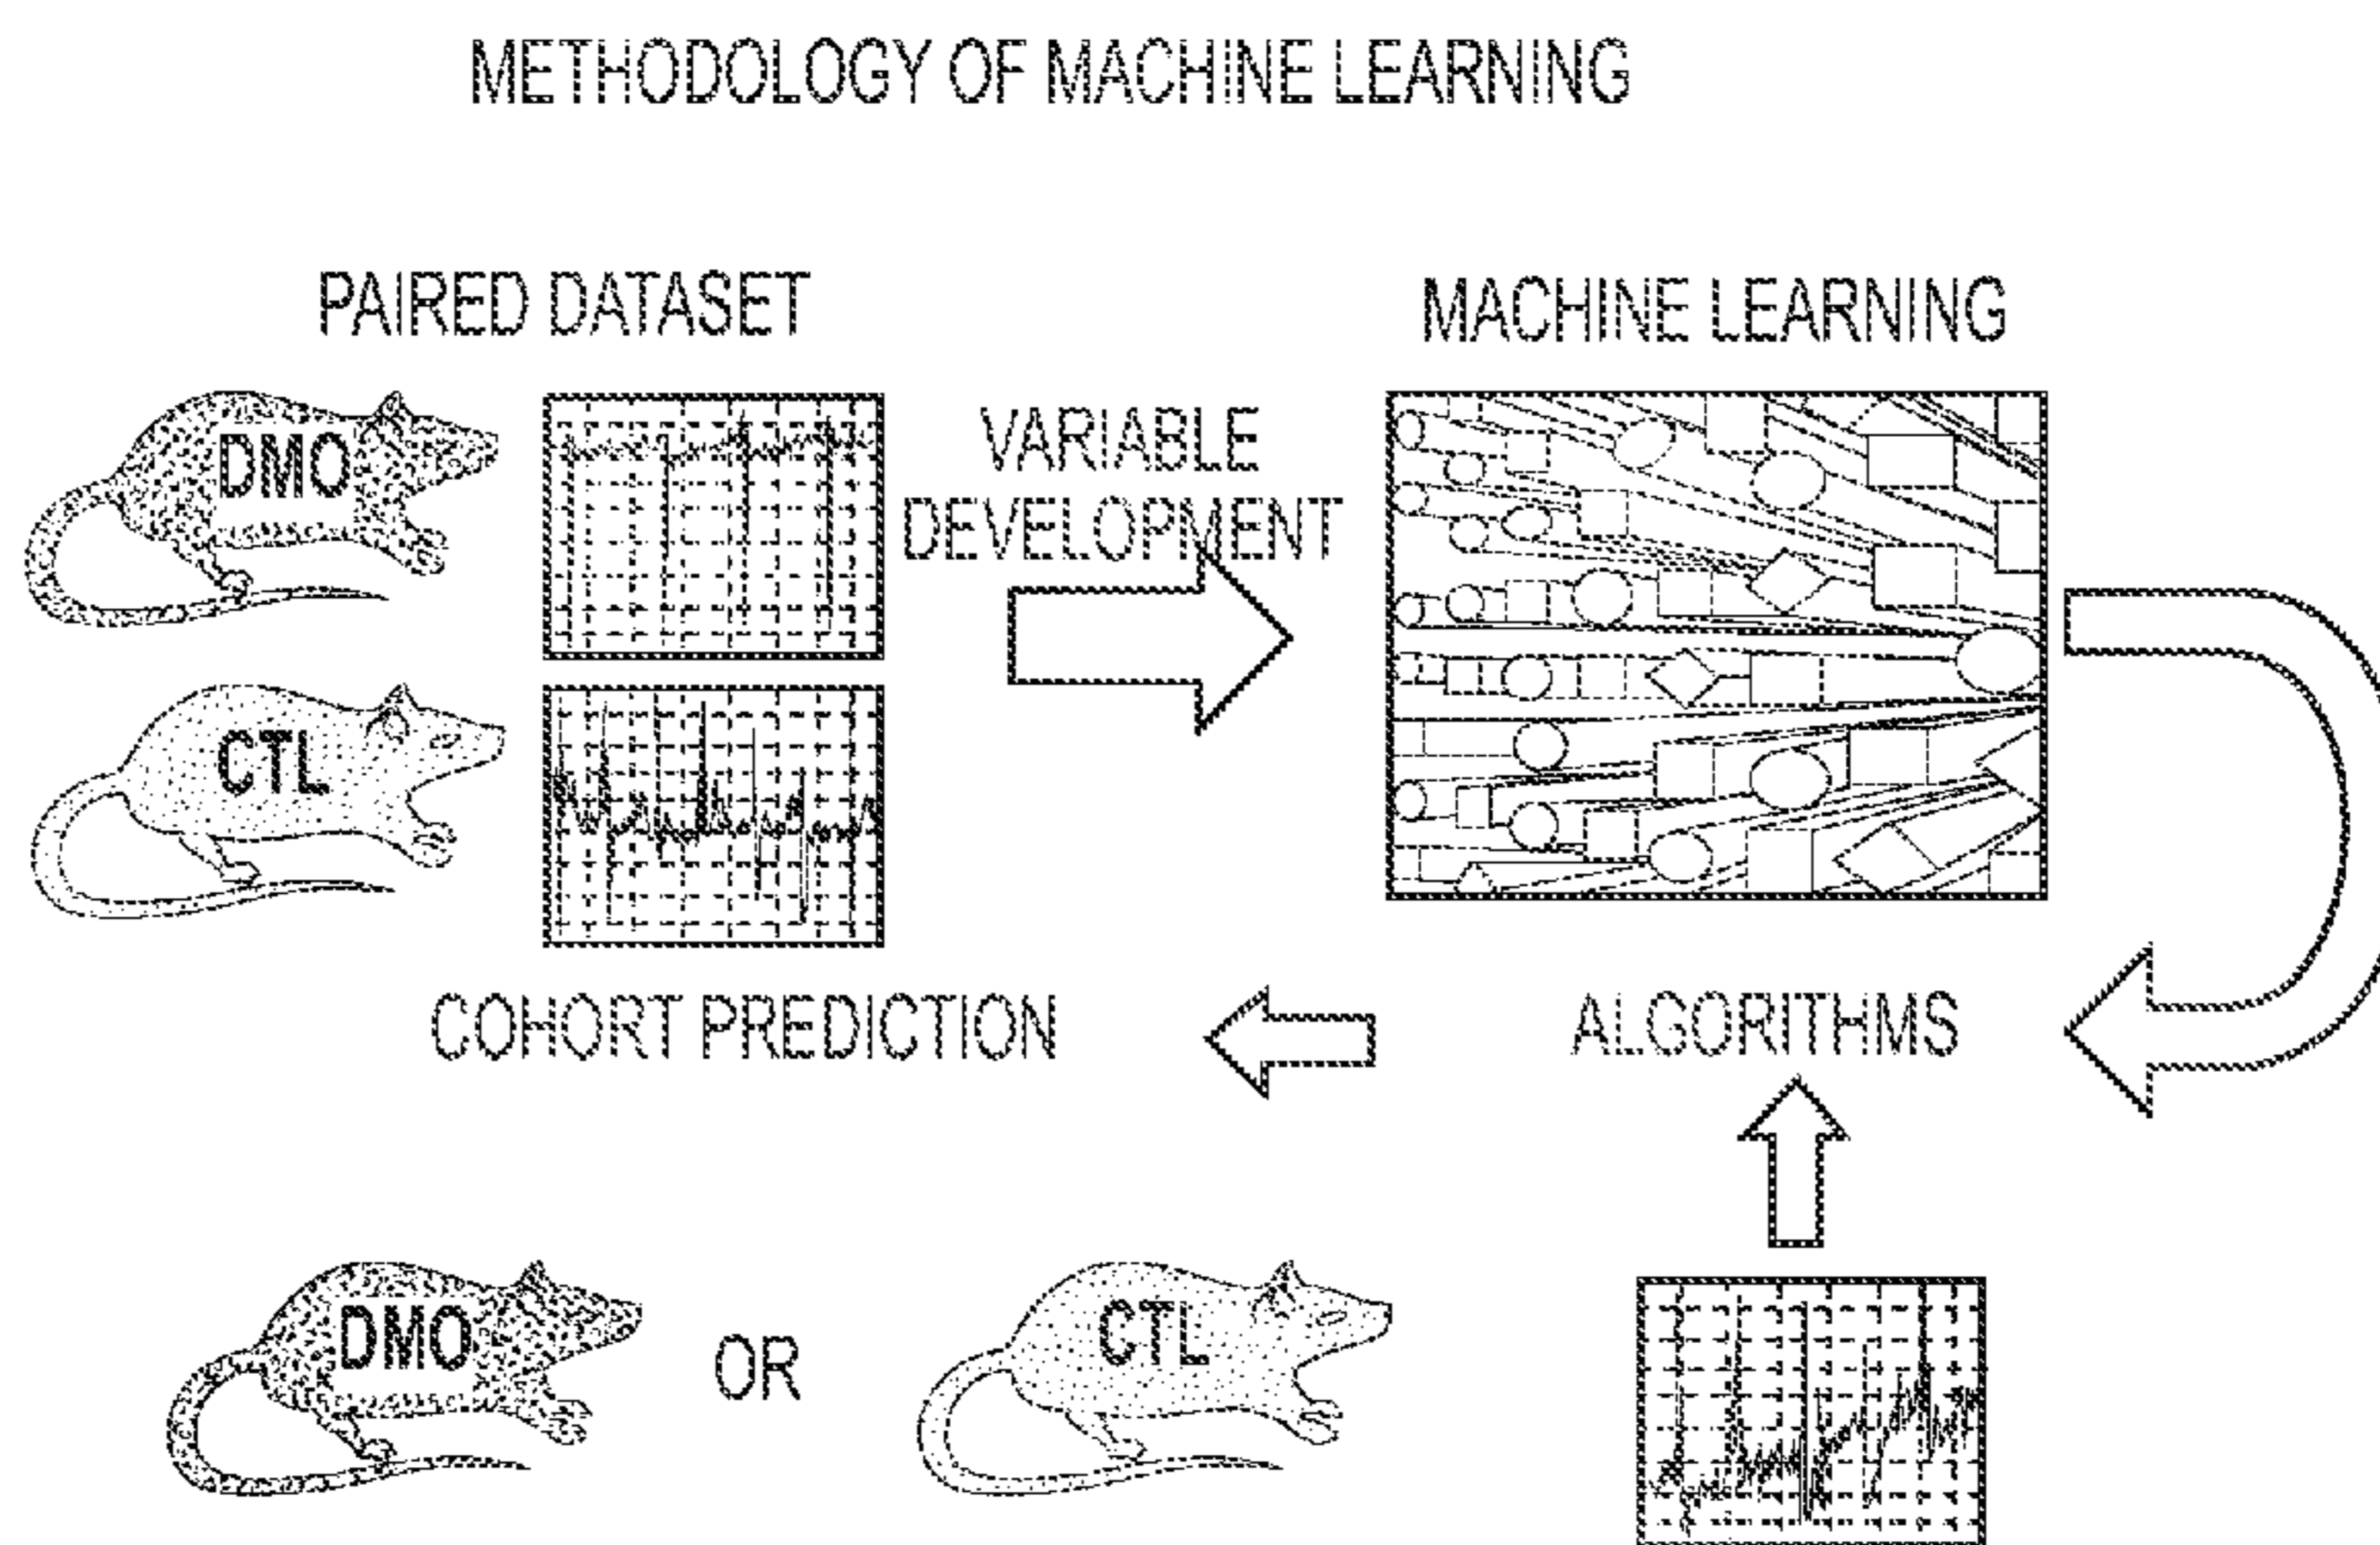 METHODOLOGY OF MACHINE LEARNING
PAIRED DATASET
MACHINE LEARNING
DMO
VARIABLE
DEVELOPMENT
CTL
COHORT PREDICTION
ALGORITHMS
DMO
OR
CTL